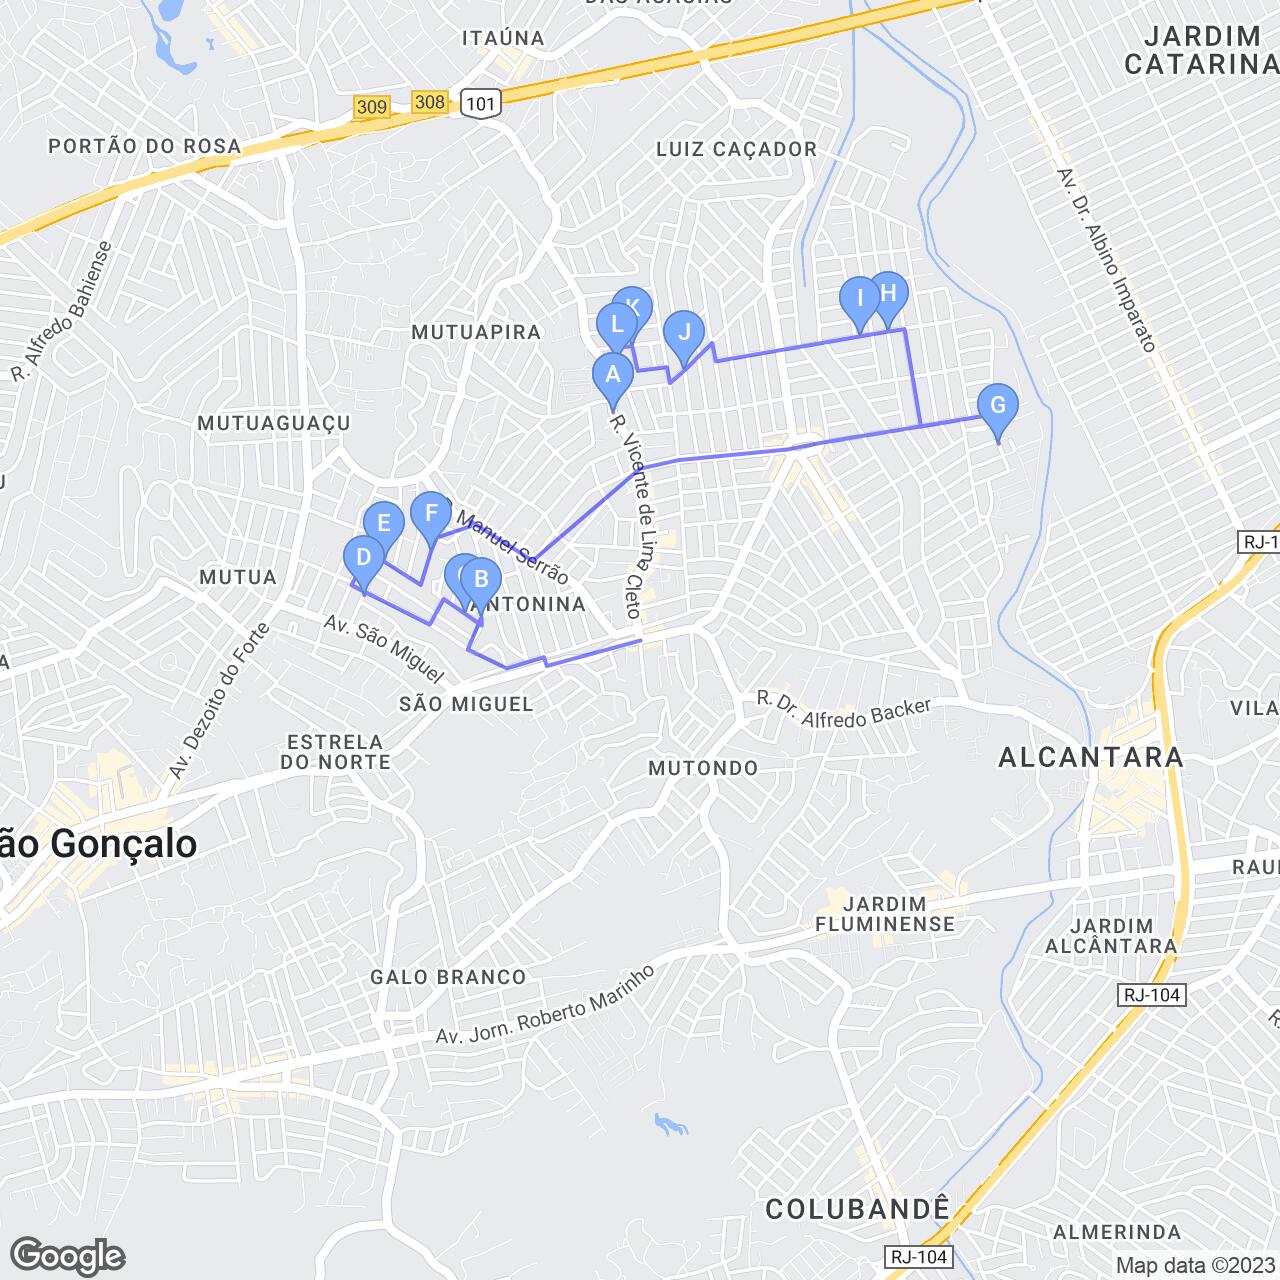 DAS ACÁCIAS
ITAÚNA
JARDIM
CATARINA
309
308
101
PORTÃO DO ROSA
LUIZ CAÇADOR
Av. Dr. Albino Imparato
R. Alfredo Bahiense
MUTUAPIRA
I
H
K
L
J
A
G
MUTUAGUAÇU
R. Vicente de Lima Cleto
F
E
D
B
R. Manuel Serrão
MUTUA
ANTONINA
RJ-1
Av. São Miguel
Av. Dezoito do Forte
SÃO MIGUEL
R. Dr. Alfredo Backer
VILA
ESTRELA
DO NORTE
MUTONDO
ALCANTARA
ão Gonçalo
RAUL
JARDIM
FLUMINENSE
JARDIM
ALCÂNTARA
GALO BRANCO
RJ-104
Av. Jorn. Roberto Marinho
R.
COLUBANDÊ
ALMERINDA
RJ-104
Google
Map data ©2023